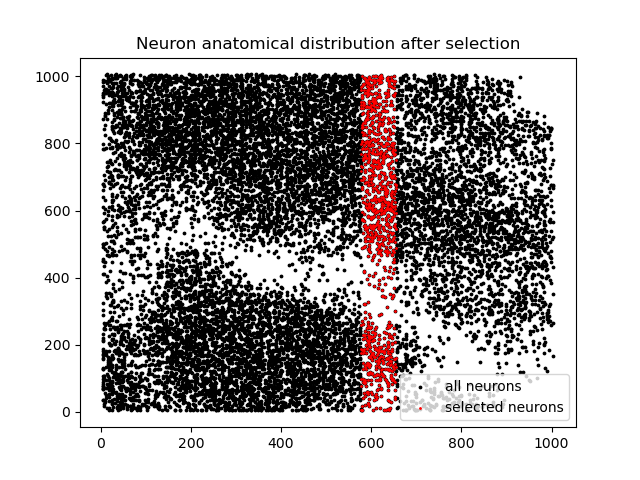 Neuron anatomical distribution after selection
1000
800
600
400
200
0
all neurons
selected neurons
0 200 400 600 800 1000